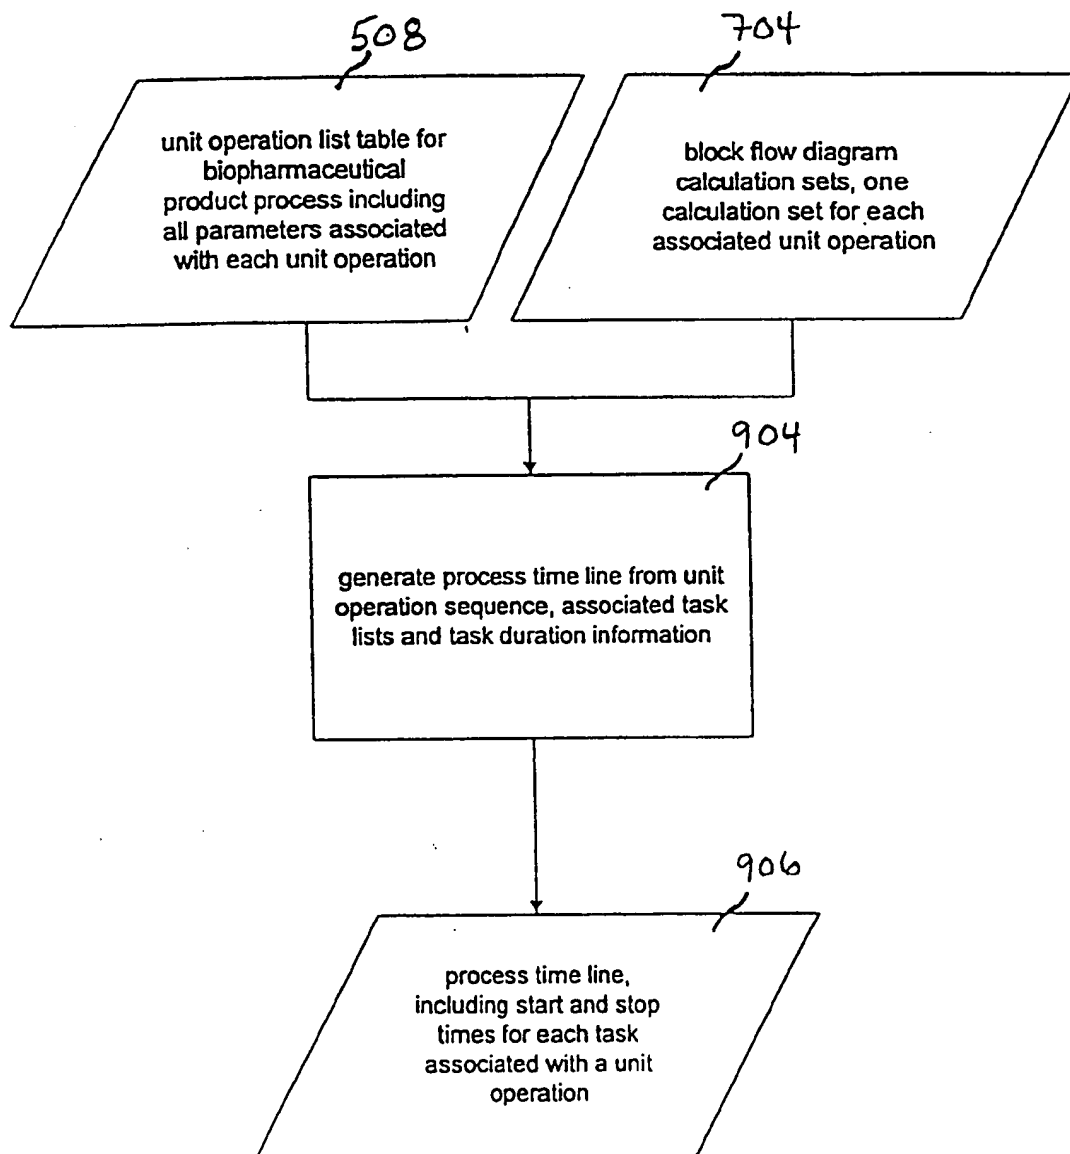 508
704
unit operation list table for
biopharmaceutical
product process including
all parameters associated
with each unit operation
block flow diagram
calculation sets, one
calculation set for each
associated unit operation
904
generate process time line from unit
operation sequence, associated task
lists and task duration information
906
process time line,
including start and stop
times for each task
associated with a unit
operation